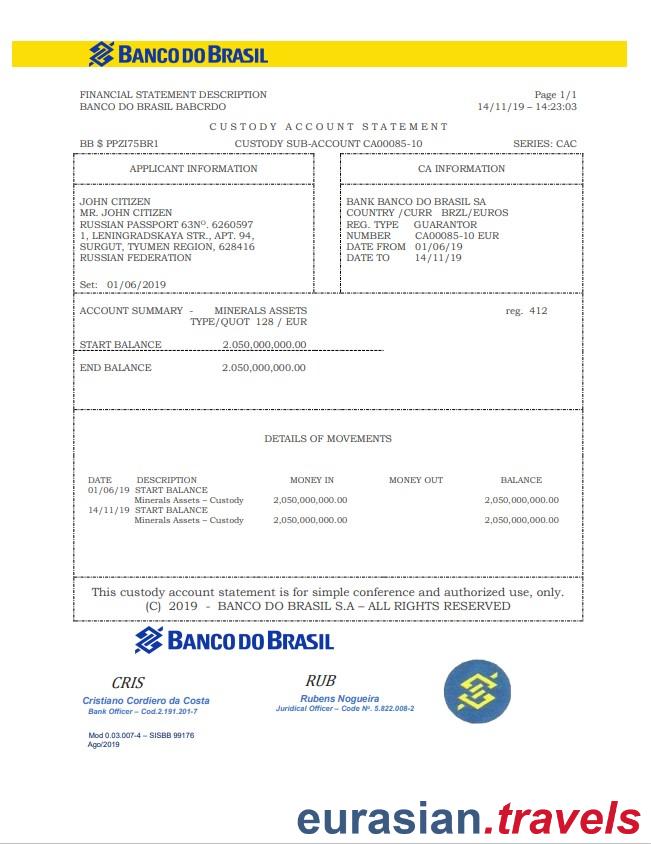 BANCO DO BRASIL
FINANCIAL STATEMENT DESCRIPTION Page 1/1
BANCO DO BRASIL BABCRDO 14/11/19 – 14:23:03
CUSTODY ACCOUNT STATEMENT
BB $ PPZI75BR1 CUSTODY SUB-ACCOUNT CA00085-10 SERIES: CAC
APPLICANT INFORMATION
JOHN CITIZEN
MR. JOHN CITIZEN
RUSSIAN PASSPORT 63Nº. 6260597
1, LENINGRADSKAYA STR., APT. 94,
SURGUT, TYUMEN REGION, 628416
RUSSIAN FEDERATION
Set: 01/06/2019
CA INFORMATION
BANK BANCO DO BRASIL SA
COUNTRY /CURR BRZL/EUROS
REG. TYPE GUARANTOR
NUMBER CA00085-10 EUR
DATE FROM 01/06/19
DATE TO 14/11/19
ACCOUNT SUMMARY - MINERALS ASSETS reg. 412
TYPE/QUOT 128 / EUR
START BALANCE 2.050,000,000.00
END BALANCE 2.050,000,000.00
DETAILS OF MOVEMENTS
DATE DESCRIPTION MONEY IN MONEY OUT BALANCE
01/06/19 START BALANCE
Minerals Assets – Custody 2,050,000,000.00 2,050,000,000.00
14/11/19 START BALANCE
Minerals Assets – Custody 2,050,000,000.00 2,050,000,000.00
This custody account statement is for simple conference and authorized use, only.
(C) 2019 - BANCO DO BRASIL S.A – ALL RIGHTS RESERVED
BANCO DO BRASIL
CRIS
Cristiano Cordiero da Costa
Bank Officer – Cod.2.191.201-7
RUB
Rubens Nogueira
Juridical Officer – Code Nº. 5.822.008-2
Mod 0.03.007-4 – SISBB 99176
Ago/2019
eurasian.travels